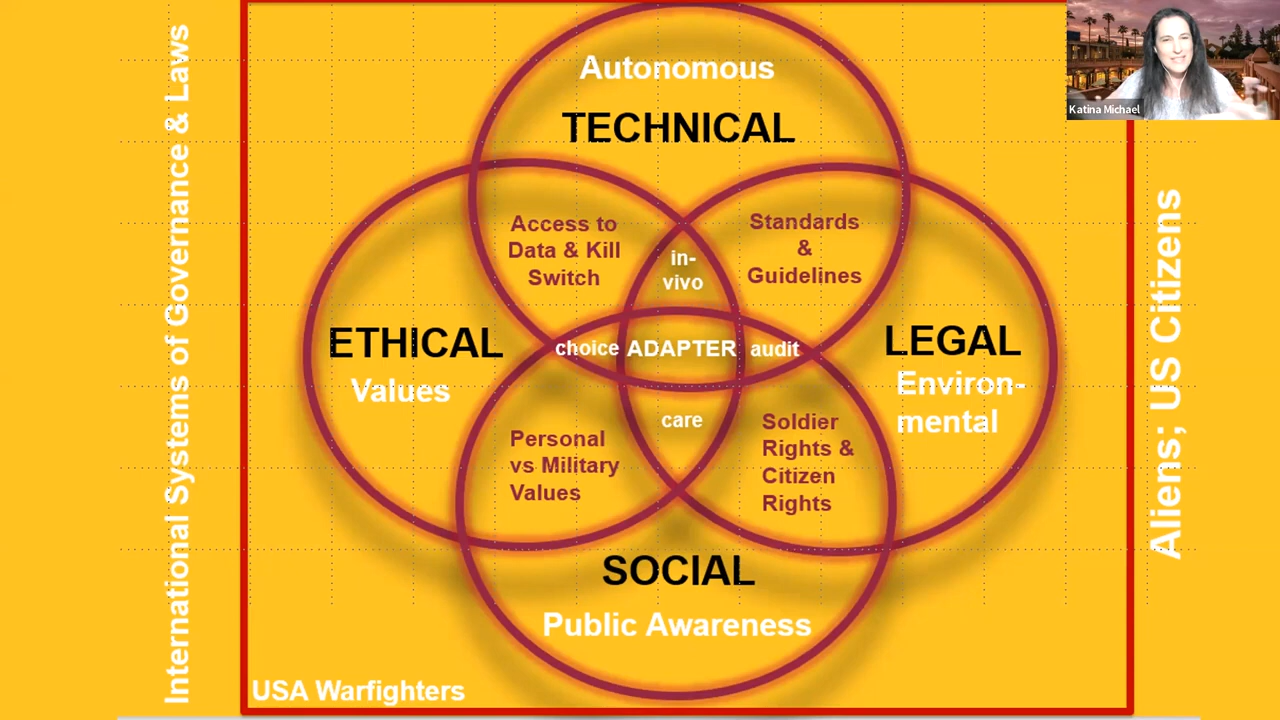 International Systems of Governance & Laws
Autonomous
TECHNICAL
Katina Michael
Access to
Data & Kill
Switch
in-
vivo
Standards
&
Guidelines
ETHICAL
Values
choice
ADAPTER
audit
LEGAL
Environ-
mental
care
Personal
vs Military
Values
Soldier
Rights &
Citizen
Rights
SOCIAL
Public Awareness
USA Warfighters
Aliens; US Citizens